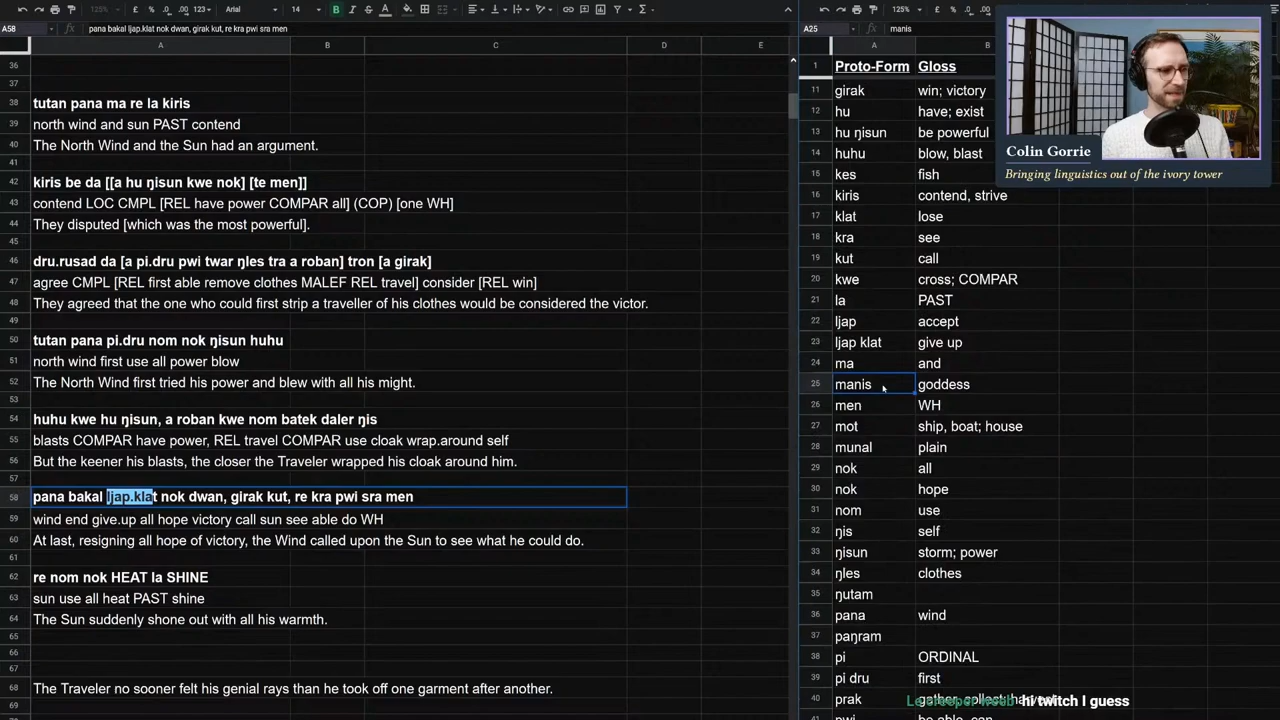 125% $ % .0 .00 123 Arial 14 B I S A
A58 pana bakal ljap.klat nok dwan, girak kut, re kra pwi sra men
A B C D E
36
37
38 tutan pana ma re la kiris
39 north wind and sun PAST contend
40 The North Wind and the Sun had an argument.
41
42 kiris be da [[a hu ŋisun kwe nok] [te men]]
43 contend LOC CMPL [REL have power COMPAR all] (COP) [one WH]
44 They disputed [which was the most powerful].
45
46 dru.rusad da [a pi.dru pwi twar ŋles tra a roban] tron [a girak]
47 agree CMPL [REL first able remove clothes MALEF REL travel] consider [REL win]
48 They agreed that the one who could first strip a traveller of his clothes would be considered the victor.
49
50 tutan pana pi.dru nom nok ŋisun huhu
51 north wind first use all power blow
52 The North Wind first tried his power and blew with all his might.
53
54 huhu kwe hu ŋisun, a roban kwe nom batek daler ŋis
55 blasts COMPAR have power, REL travel COMPAR use cloak wrap.around self
56 But the keener his blasts, the closer the Traveler wrapped his cloak around him.
57
58 pana bakal ljap.klat nok dwan, girak kut, re kra pwi sra men
59 wind end give.up all hope victory call sun see able do WH
60 At last, resigning all hope of victory, the Wind called upon the Sun to see what he could do.
61
62 re nom nok HEAT la SHINE
63 sun use all heat PAST shine
64 The Sun suddenly shone out with all his warmth.
65
66
67
68 The Traveler no sooner felt his genial rays than he took off one garment after another.
125% $ %
A25 manis
A B
1 Proto-Form Gloss
11 girak win; victory
12 hu have; exist
13 hu ŋisun be powerful
14 huhu blow, blast
15 kes fish
16 kiris contend, strive
17 klat lose
18 kra see
19 kut call
20 kwe cross; COMPAR
21 la PAST
22 ljap accept
23 ljap klat give up
24 ma and
25 manis goddess
26 men WH
27 mot ship, boat; house
28 munal plain
29 nok all
30 nok hope
31 nom use
32 ŋis self
33 ŋisun storm; power
34 ŋles clothes
35 ŋutam
36 pana wind
37 paŋram
38 pi ORDINAL
39 pi dru first
40 prak gather, collect;
41 pwi be able, can
Colin Gorrie
Bringing linguistics out of the ivory tower
hi twitch I guess